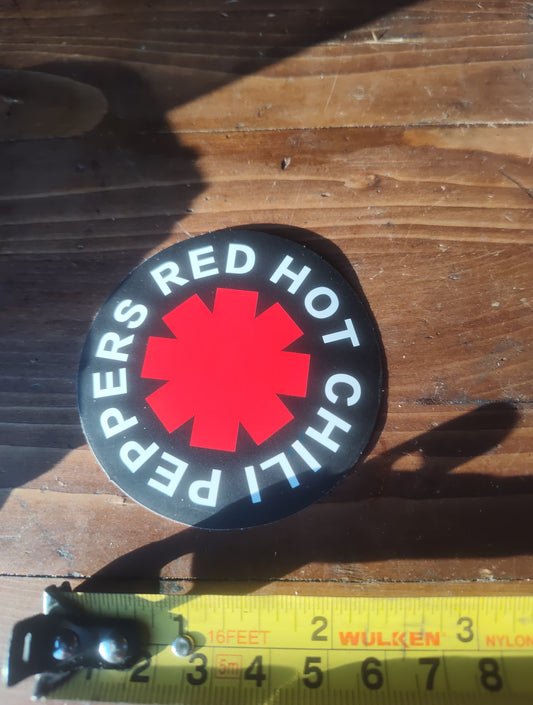 RED HOT CHILI PEPPERS
1 16FEET 2 WULKEN 3 NYLON
2 3 5m 4 5 6 7 8